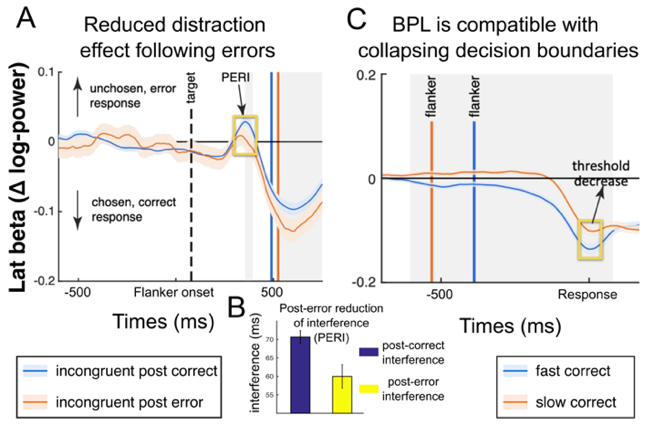 A
Reduced distraction
effect following errors
Lat beta (Δ log-power)
0.1
0
-0.1
-0.2
unchosen, error
response
chosen, correct
response
target
PERI
-500
Flanker onset
500
Times (ms)
incongruent post correct
incongruent post error
B
Post-error reduction
of interference
(PERI)
interference (ms)
70
65
60
55
post-correct
interference
post-error
interference
C
BPL is compatible with
collapsing decision boundaries
0.2
0
-0.2
flanker
flanker
threshold
decrease
-500
Response
Times (ms)
fast correct
slow correct